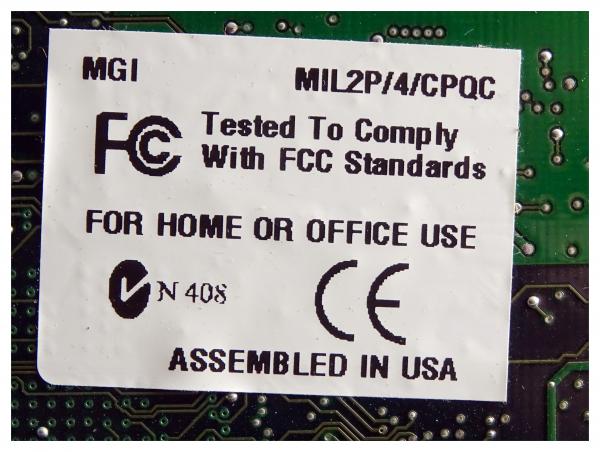 MGI MIL2P/4/CPQC
FC Tested To Comply
With FCC Standards
FOR HOME OR OFFICE USE
N 408 CE
ASSEMBLED IN USA